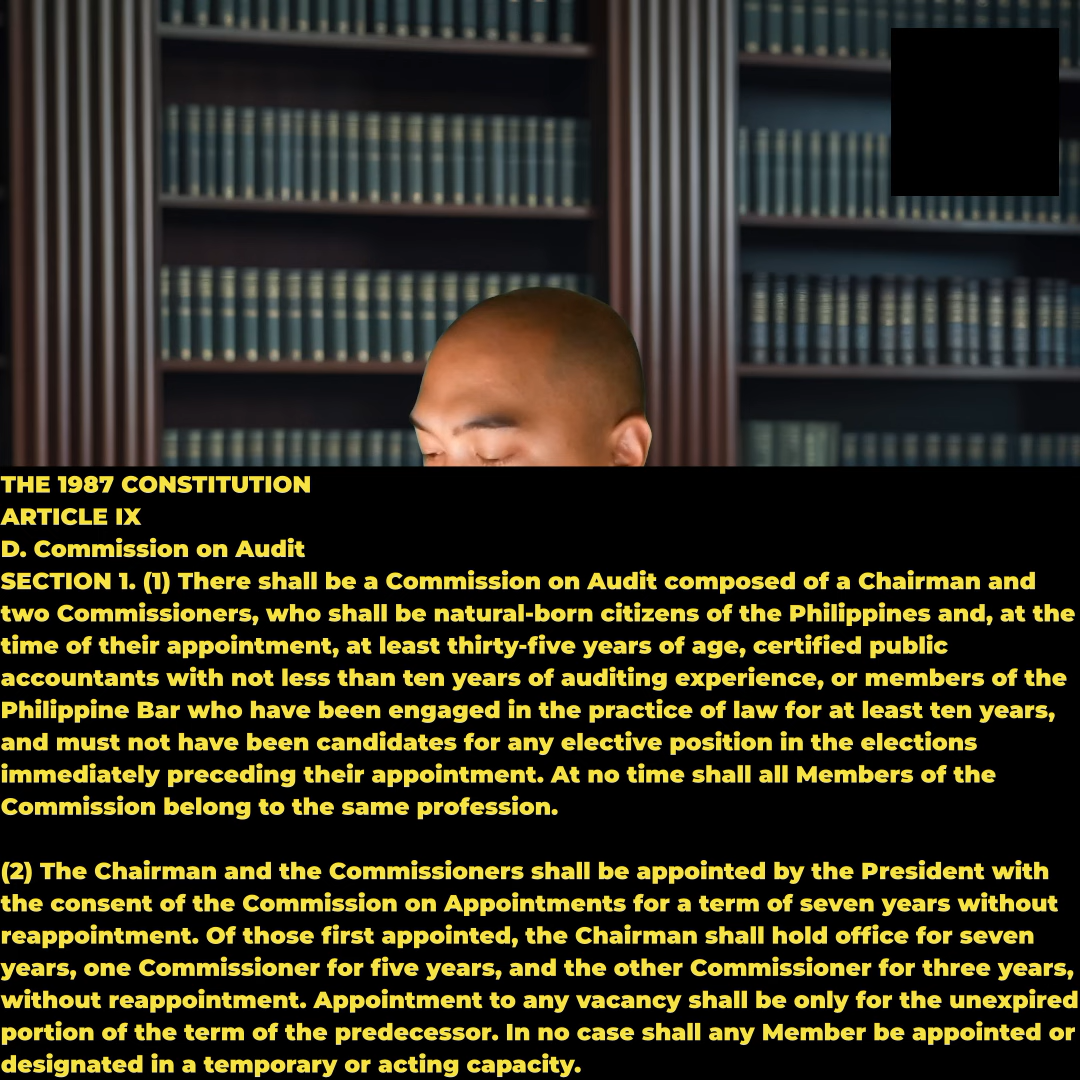 THE 1987 CONSTITUTION
ARTICLE IX
D. Commission on Audit
SECTION 1. (1) There shall be a Commission on Audit composed of a Chairman and
two Commissioners, who shall be natural-born citizens of the Philippines and, at the
time of their appointment, at least thirty-five years of age, certified public
accountants with not less than ten years of auditing experience, or members of the
Philippine Bar who have been engaged in the practice of law for at least ten years,
and must not have been candidates for any elective position in the elections
immediately preceding their appointment. At no time shall all Members of the
Commission belong to the same profession.
(2) The Chairman and the Commissioners shall be appointed by the President with
the consent of the Commission on Appointments for a term of seven years without
reappointment. Of those first appointed, the Chairman shall hold office for seven
years, one Commissioner for five years, and the other Commissioner for three years,
without reappointment. Appointment to any vacancy shall be only for the unexpired
portion of the term of the predecessor. In no case shall any Member be appointed or
designated in a temporary or acting capacity.